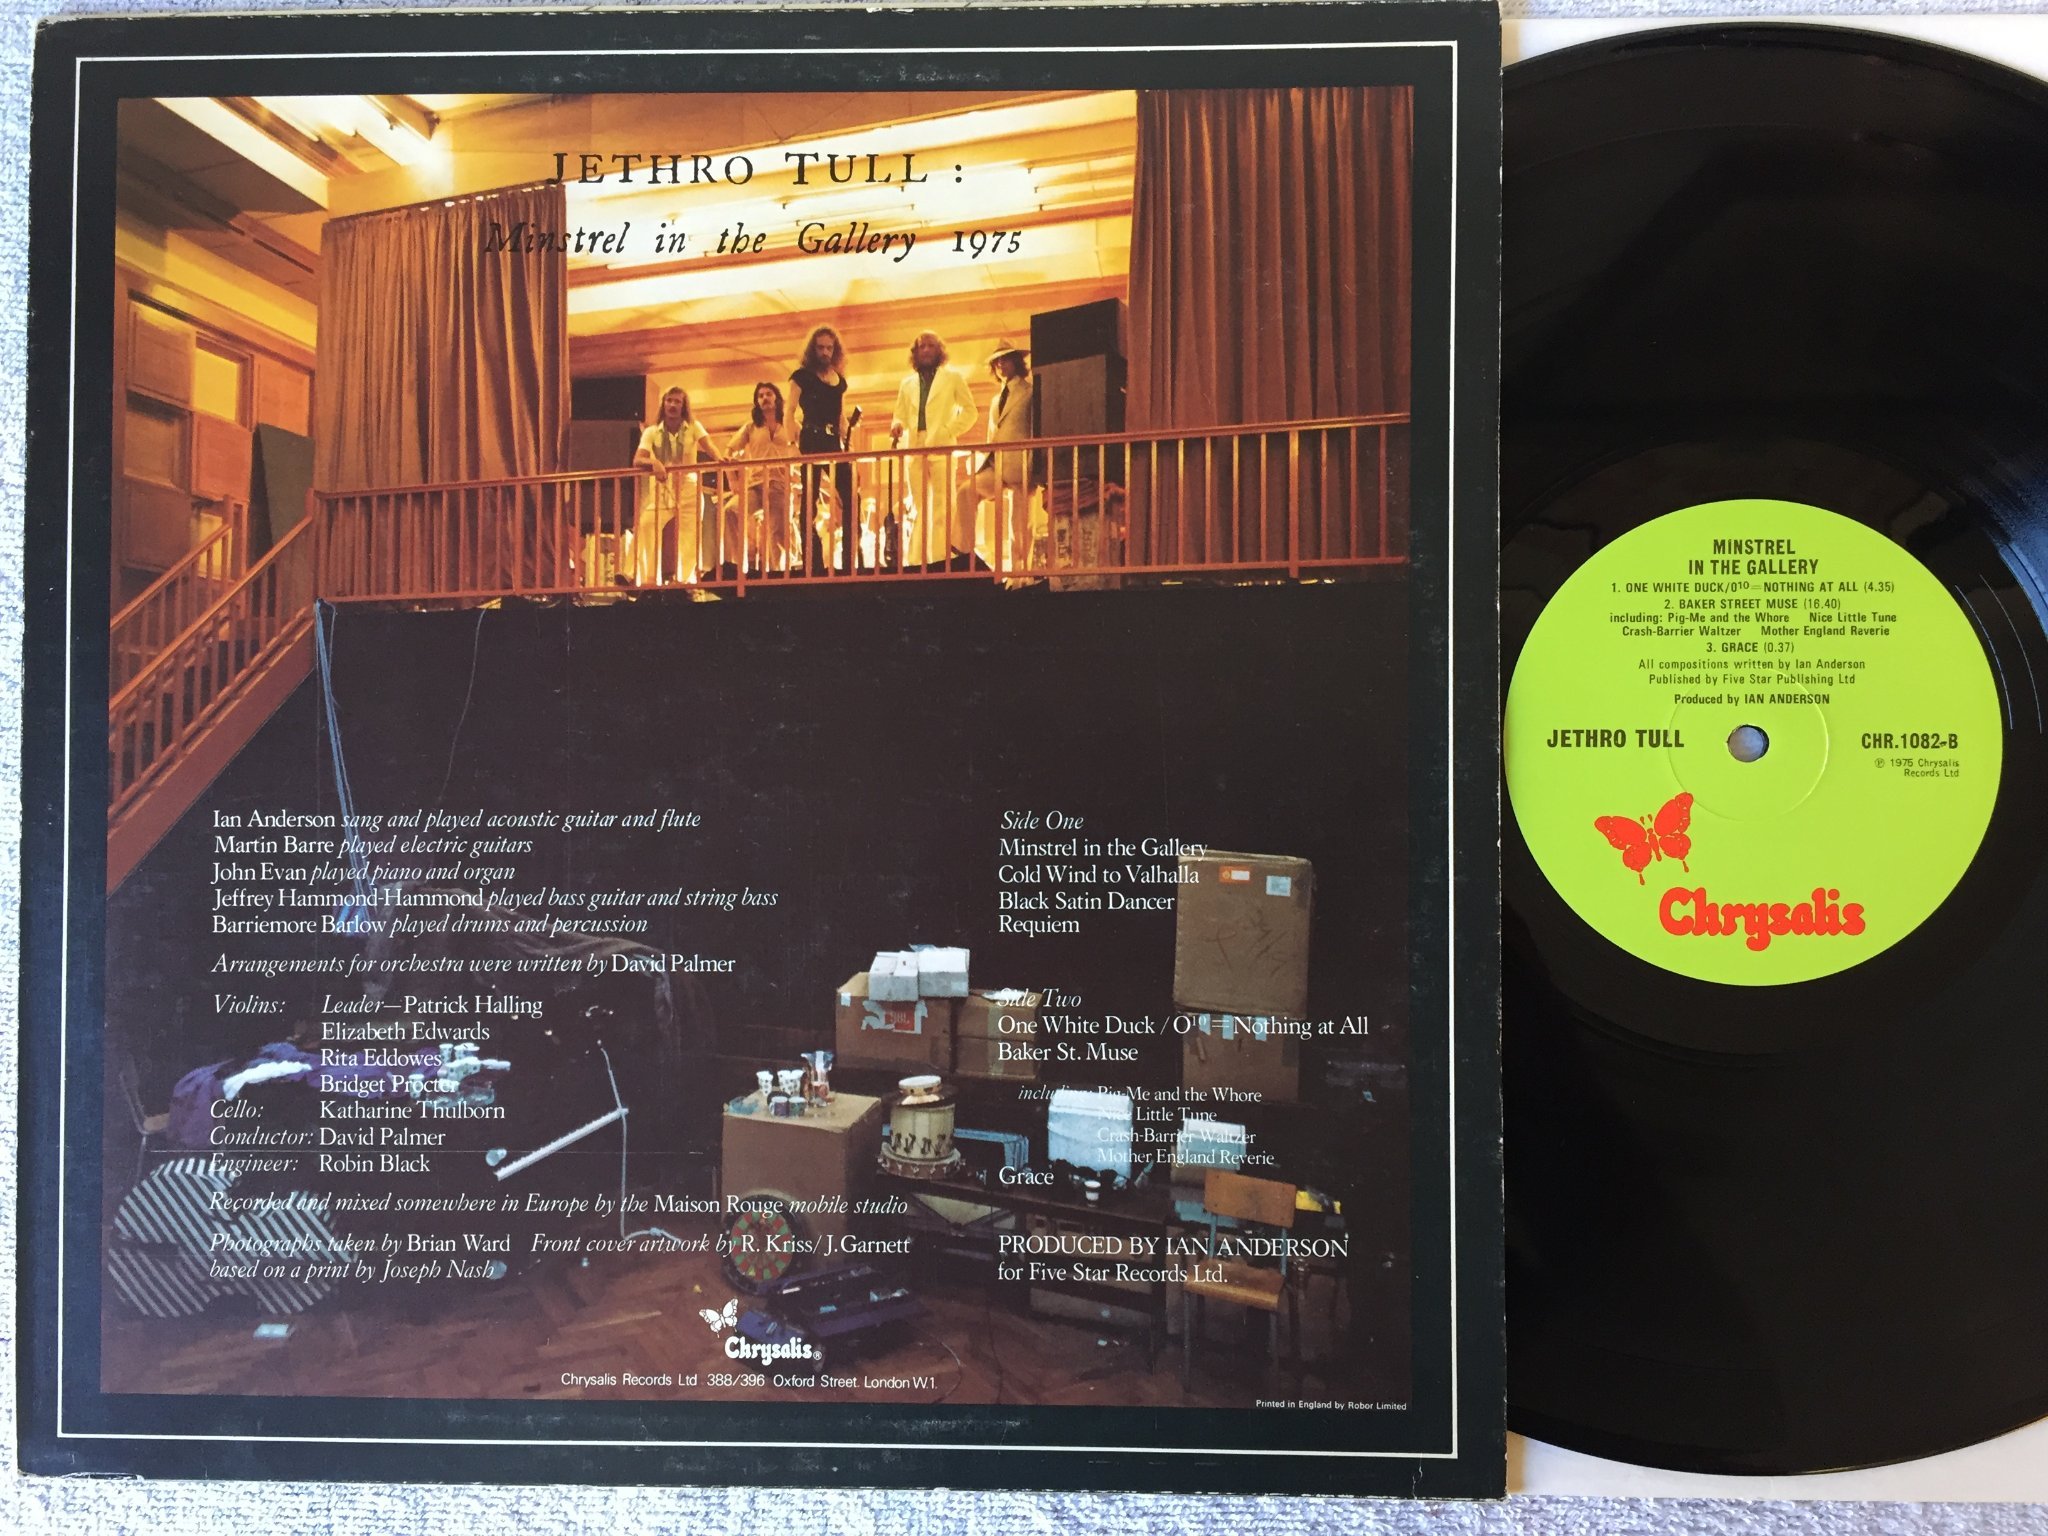 JETHRO TULL :
Minstrel in the Gallery 1975
Ian Anderson sang and played acoustic guitar and flute
Martin Barre played electric guitars
John Evan played piano and organ
Jeffrey Hammond-Hammond played bass guitar and string bass
Barriemore Barlow played drums and percussion
Arrangements for orchestra were written by David Palmer
Violins: Leader—Patrick Halling
Elizabeth Edwards
Rita Eddowes
Bridget Procter
Cello: Katharine Thulborn
Conductor: David Palmer
Engineer: Robin Black
Recorded and mixed somewhere in Europe by the Maison Rouge mobile studio
Photographs taken by Brian Ward Front cover artwork by R. Kriss/J. Garnett
based on a print by Joseph Nash
Side One
Minstrel in the Gallery
Cold Wind to Valhalla
Black Satin Dancer
Requiem
Side Two
One White Duck / O¹⁰ = Nothing at All
Baker St. Muse
including: Pig-Me and the Whore
Nice Little Tune
Crash-Barrier Waltzer
Mother England Reverie
Grace
PRODUCED BY IAN ANDERSON
for Five Star Records Ltd.
Chrysalis®
Chrysalis Records Ltd 388/396 Oxford Street. London W.1.
Printed in England by Robor Limited
MINSTREL
IN THE GALLERY
1. ONE WHITE DUCK/0¹⁰=NOTHING AT ALL (4.35)
2. BAKER STREET MUSE (16.40)
including: Pig-Me and the Whore Nice Little Tune
Crash-Barrier Waltzer Mother England Reverie
3. GRACE (0.37)
All compositions written by Ian Anderson
Published by Five Star Publishing Ltd
Produced by IAN ANDERSON
JETHRO TULL
CHR.1082-B
℗ 1975 Chrysalis
Records Ltd
Chrysalis